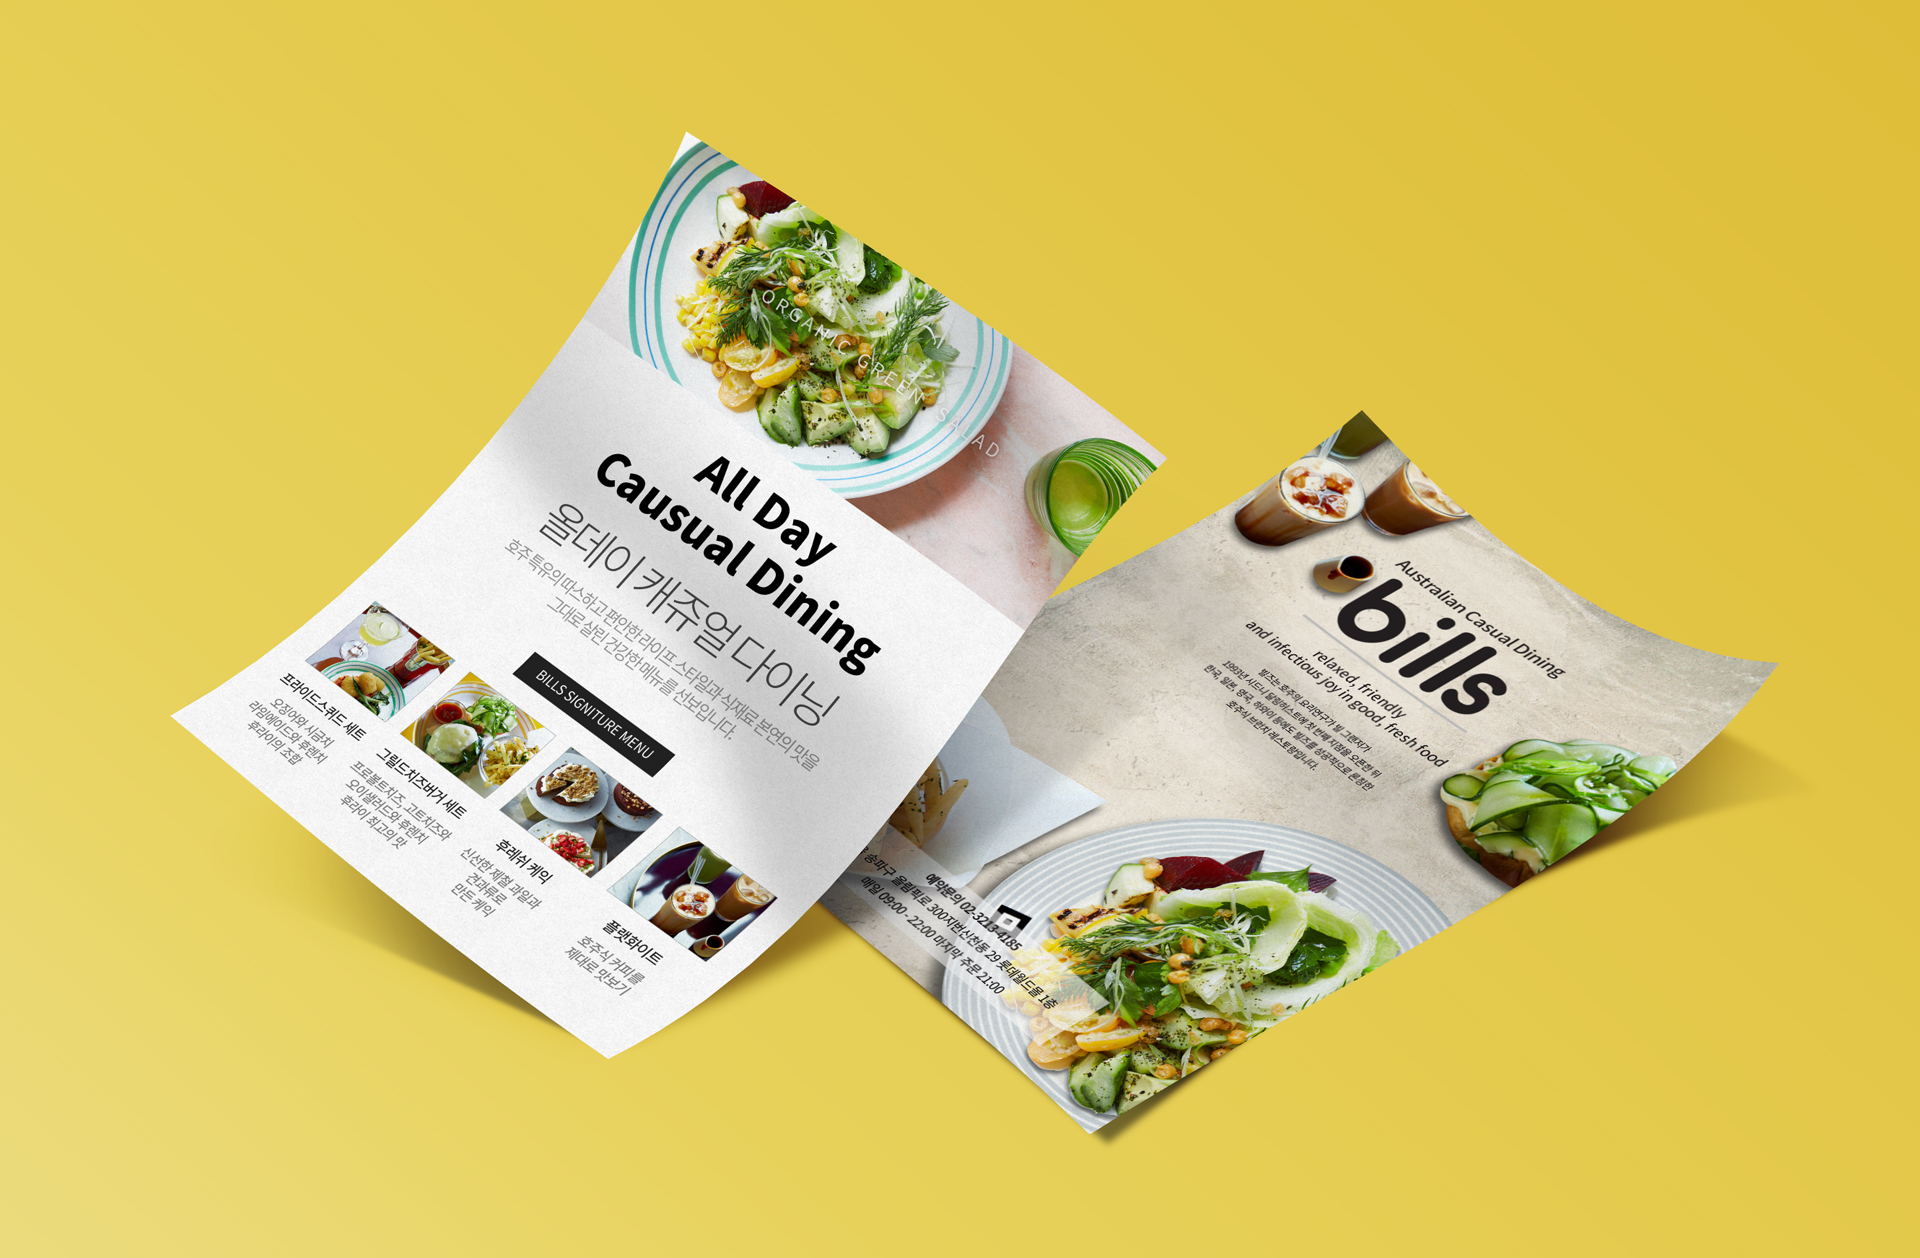 ORGANIC GREEN SALAD
All Day
Causual Dining
올데이 캐쥬얼 다이닝
호주 특유의 따스하고 편안한 라이프 스타일과 식재료 본연의 맛을
그대로 살린 건강한 메뉴를 선보입니다.
BILLS SIGNITURE MENU
프라이드스퀴드 세트
오징어와 시금치
라임에이드와 후렌치
후라이의 조합
그릴드치즈버거 세트
프로볼트치즈, 고트치즈와
오이샐러드와 후렌치
후라이 최고의 맛
후레쉬 케익
신선한 제철 과일과
견과류로
만든 케익
플랫화이트
호주식 커피를
제대로 맛보기
Australian Casual Dining
bills
relaxed, friendly
and infectious joy in good, fresh food
빌즈는 호주의 요리연구가 빌 그랜저가
1993년 시드니 달링허스트에 첫 번째 지점을 오픈한 뒤
한국, 일본, 영국, 하와이 등에도 빌즈를 성공적으로 론칭한
호주식 브런치 레스토랑입니다.
예약문의 02-3213-4185
송파구 올림픽로 300지번신천동 29 롯데월드몰 1층
매일 09:00 - 22:00 마지막 주문 21:00